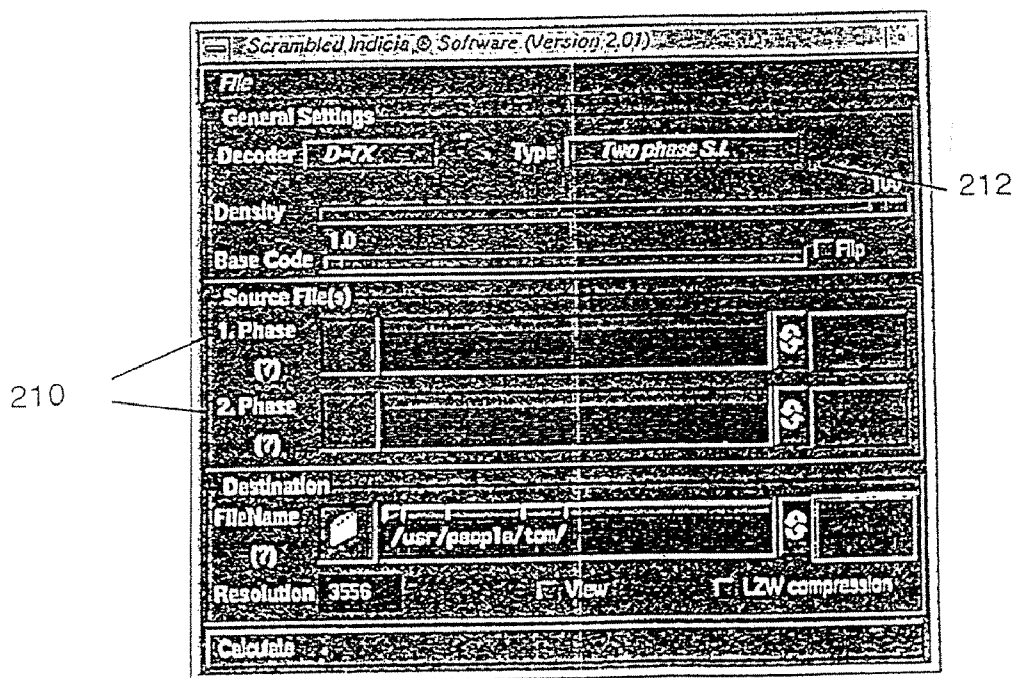 Scrambled Indicia ® Software (Version 2.01)
File
General Settings
Decoder D-7X Type Two phase S.I.
100
212
Density
1.0
Base Code Flip
Source File(s)
1. Phase
(?)
210
2. Phase
(?)
Destination
FileName /usr/people/tom/
(?)
Resolution 3556 View LZW compression
Calculate